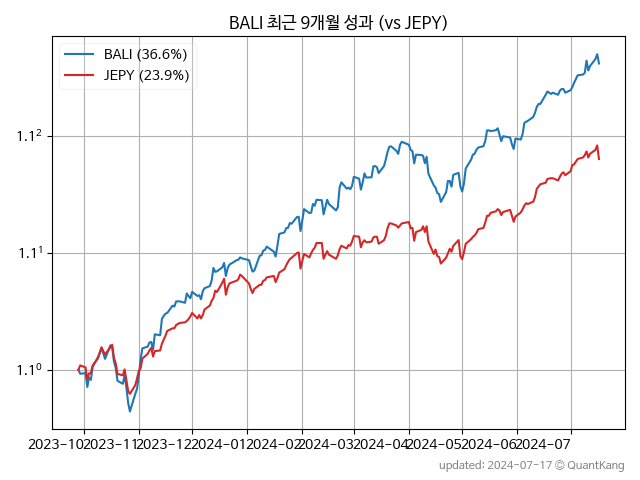 BALI 최근 9개월 성과 (vs JEPY)
BALI (36.6%)
JEPY (23.9%)
1.1²
1.1¹
1.1⁰
2023-10 2023-11 2023-12 2024-01 2024-02 2024-03 2024-04 2024-05 2024-06 2024-07
updated: 2024-07-17 © QuantKang